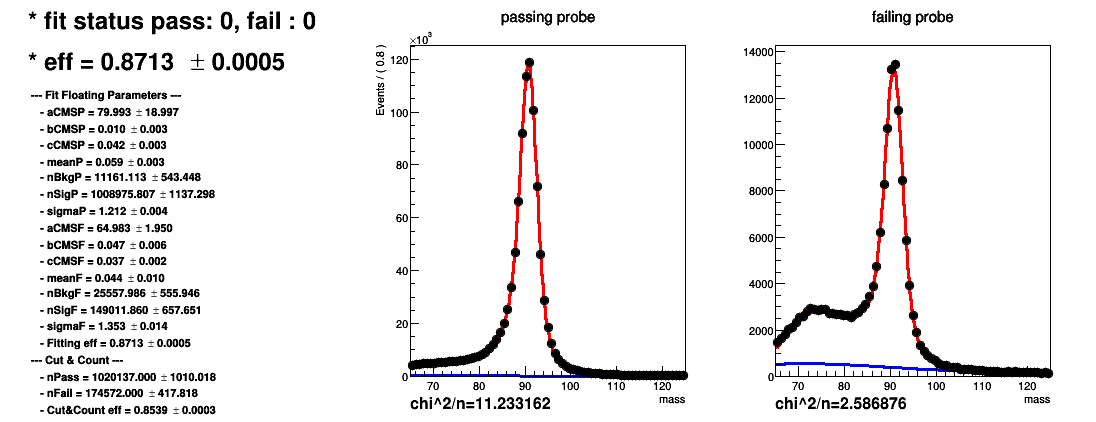 * fit status pass: 0, fail : 0
* eff = 0.8713 ± 0.0005
--- Fit Floating Parameters ---
- aCMSP = 79.993 ± 18.997
- bCMSP = 0.010 ± 0.003
- cCMSP = 0.042 ± 0.003
- meanP = 0.059 ± 0.003
- nBkgP = 11161.113 ± 543.448
- nSigP = 1008975.807 ± 1137.298
- sigmaP = 1.212 ± 0.004
- aCMSF = 64.983 ± 1.950
- bCMSF = 0.047 ± 0.006
- cCMSF = 0.037 ± 0.002
- meanF = 0.044 ± 0.010
- nBkgF = 25557.986 ± 555.946
- nSigF = 149011.860 ± 657.651
- sigmaF = 1.353 ± 0.014
- Fitting eff = 0.8713 ± 0.0005
--- Cut & Count ---
- nPass = 1020137.000 ± 1010.018
- nFail = 174572.000 ± 417.818
- Cut&Count eff = 0.8539 ± 0.0003
passing probe
×10³
Events / ( 0.8 )
120
100
80
60
40
20
0
70 80 90 100 110 120
mass
chi^2/n=11.233162
failing probe
14000
12000
10000
8000
6000
4000
2000
0
70 80 90 100 110 120
mass
chi^2/n=2.586876